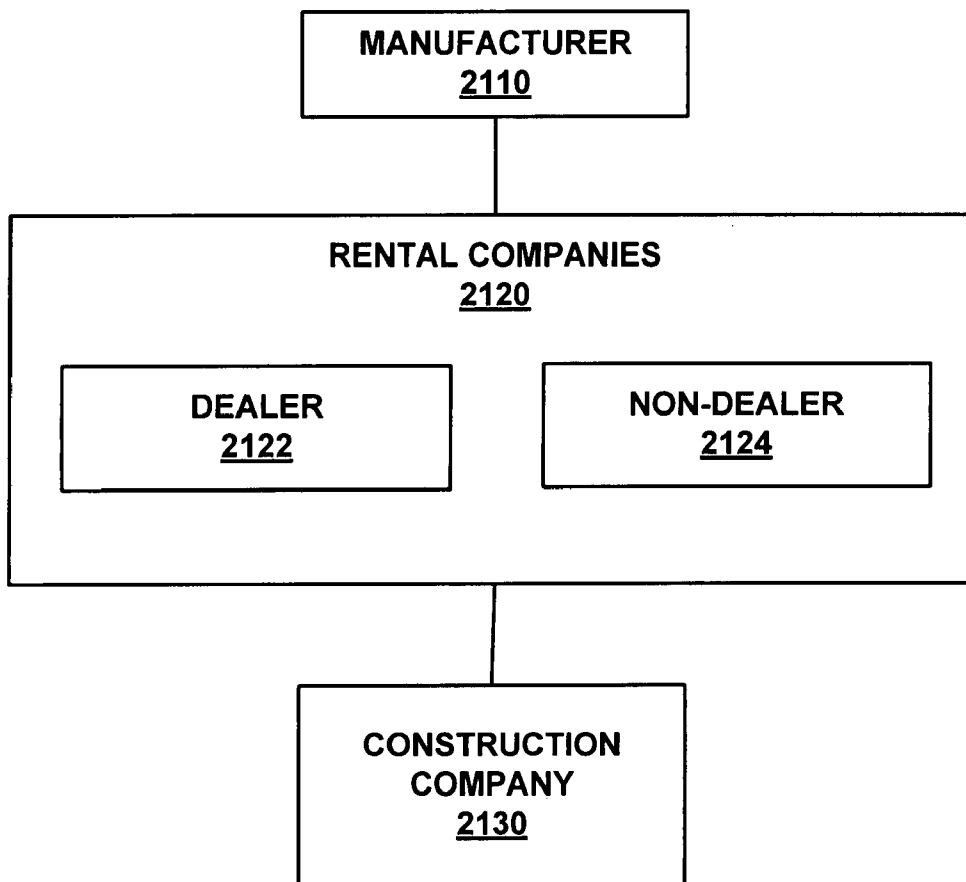 MANUFACTURER
2110
RENTAL COMPANIES
2120
DEALER
2122
NON-DEALER
2124
CONSTRUCTION
COMPANY
2130